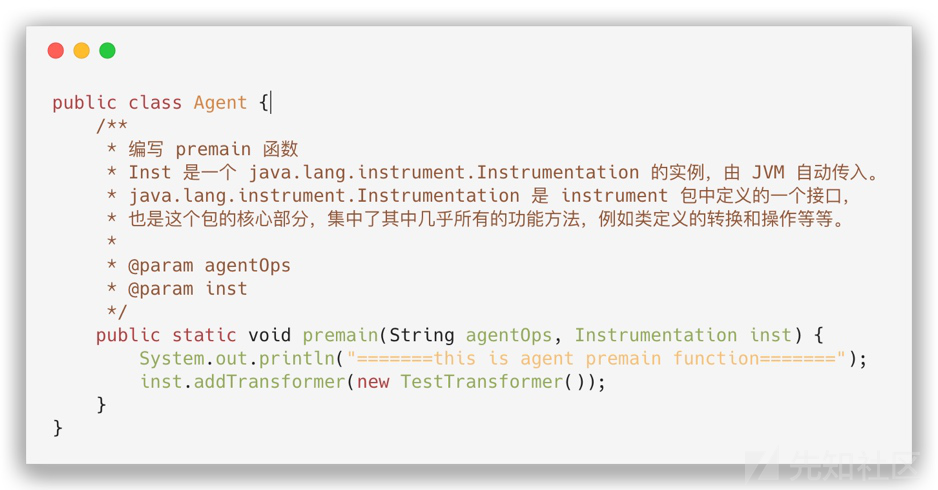 public class Agent {
    /**
     * 编写 premain 函数
     * Inst 是一个 java.lang.instrument.Instrumentation 的实例，由 JVM 自动传入。
     * java.lang.instrument.Instrumentation 是 instrument 包中定义的一个接口，
     * 也是这个包的核心部分，集中了其中几乎所有的功能方法，例如类定义的转换和操作等等。
     *
     * @param agentOps
     * @param inst
     */
    public static void premain(String agentOps, Instrumentation inst) {
        System.out.println("=======this is agent premain function=======");
        inst.addTransformer(new TestTransformer());
    }
}
先知社区